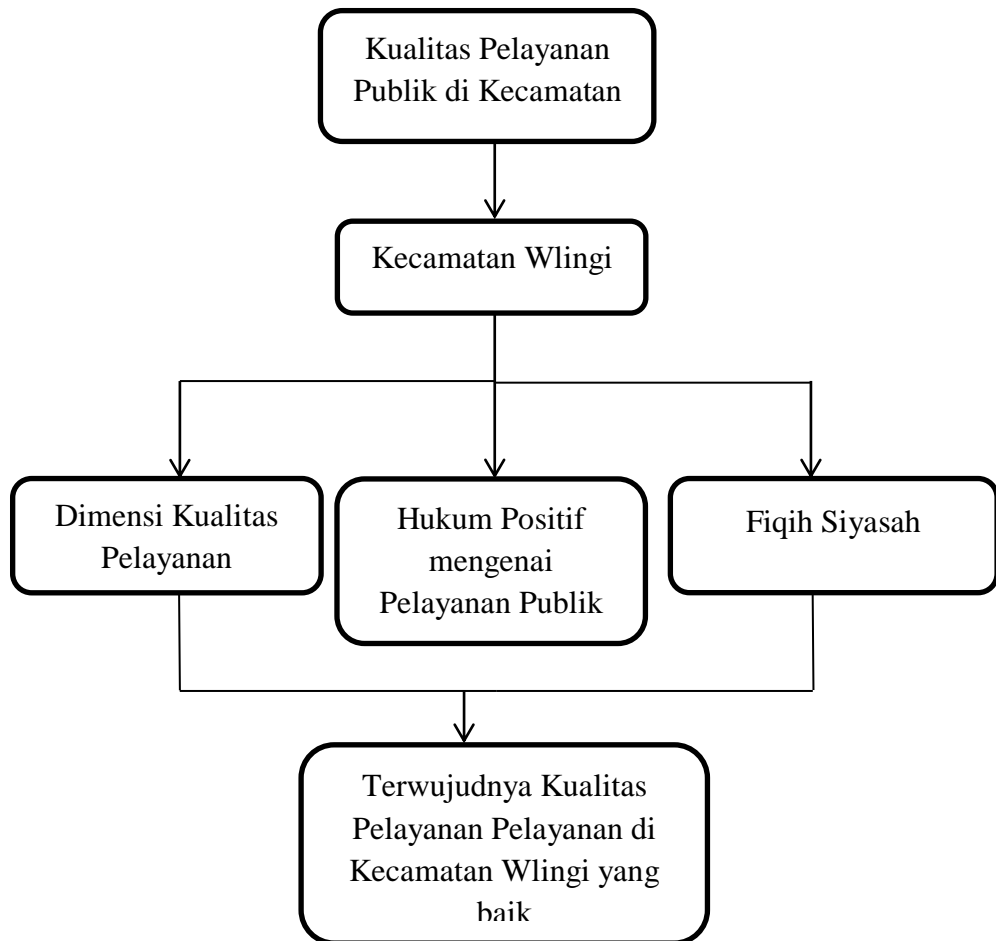 Kualitas Pelayanan
Publik di Kecamatan
Kecamatan Wlingi
Dimensi Kualitas
Pelayanan
Hukum Positif
mengenai
Pelayanan Publik
Fiqih Siyasah
Terwujudnya Kualitas
Pelayanan Pelayanan di
Kecamatan Wlingi yang
baik